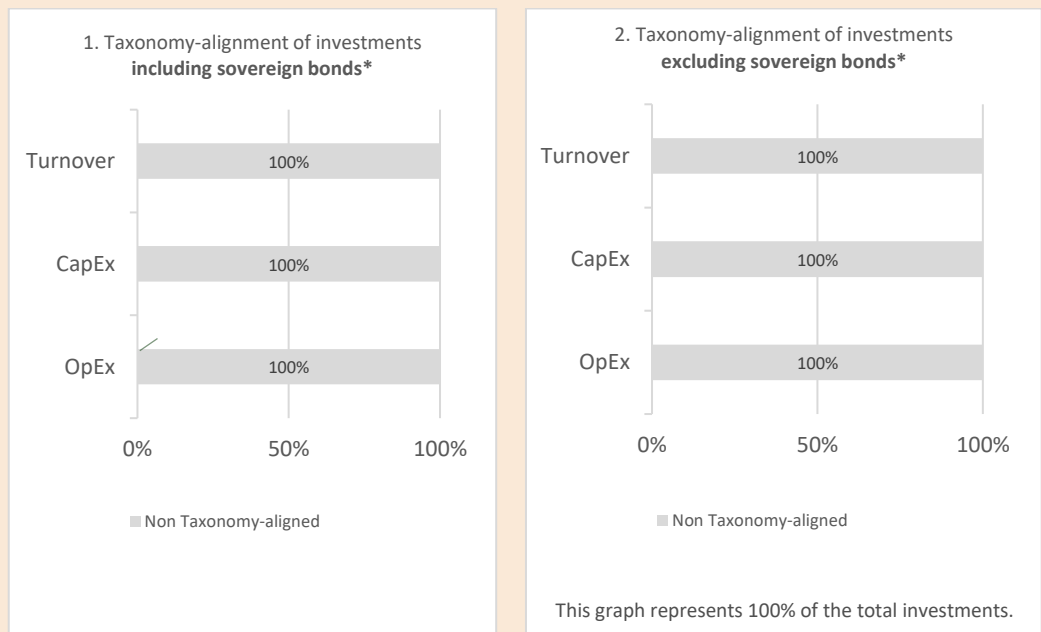 1. Taxonomy-alignment of investments
including sovereign bonds*
Turnover
100%
CapEx
100%
OpEx
100%
0%
50%
100%
Non Taxonomy-aligned
2. Taxonomy-alignment of investments
excluding sovereign bonds*
Turnover
100%
CapEx
100%
OpEx
100%
0%
50%
100%
Non Taxonomy-aligned
This graph represents 100% of the total investments.